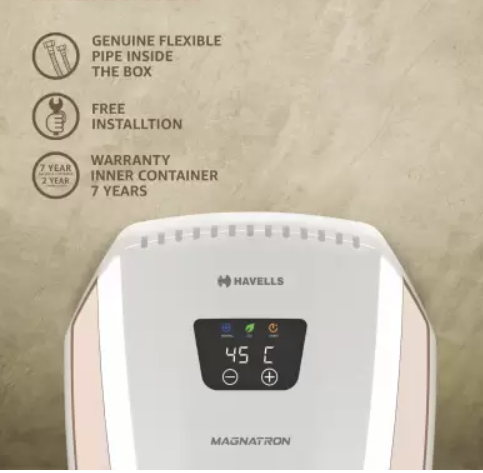 GENUINE FLEXIBLE
PIPE INSIDE
THE BOX
FREE
INSTALLTION
7 YEAR
2 YEAR
WARRANTY
INNER CONTAINER
7 YEARS
HAVELLS
45 C
MAGNATRON